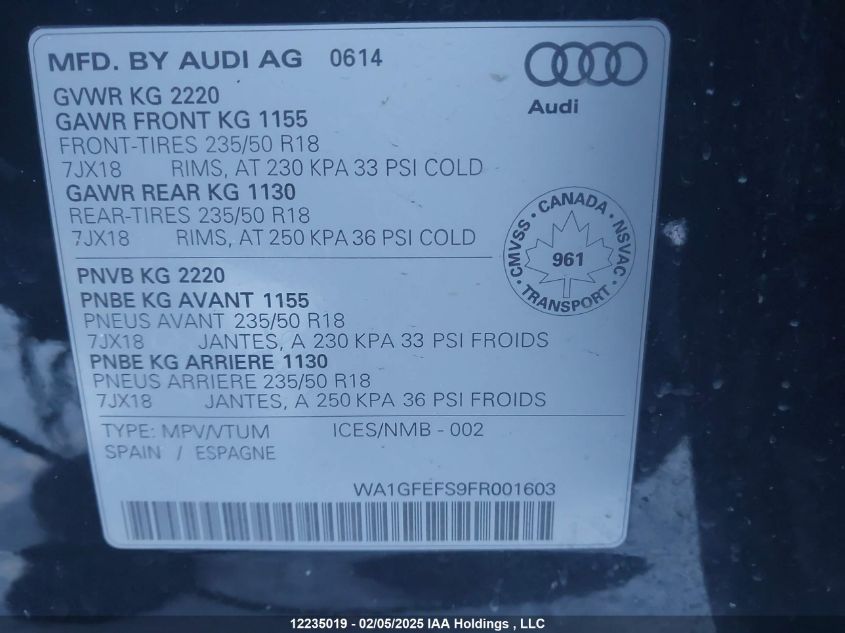 MFD. BY AUDI AG 0614
Audi
GVWR KG 2220
GAWR FRONT KG 1155
FRONT-TIRES 235/50 R18
7JX18 RIMS, AT 230 KPA 33 PSI COLD
GAWR REAR KG 1130
REAR-TIRES 235/50 R18
7JX18 RIMS, AT 250 KPA 36 PSI COLD
CMVSS • CANADA • NSVAC • TRANSPORT •
961
PNVB KG 2220
PNBE KG AVANT 1155
PNEUS AVANT 235/50 R18
7JX18 JANTES, A 230 KPA 33 PSI FROIDS
PNBE KG ARRIERE 1130
PNEUS ARRIERE 235/50 R18
7JX18 JANTES, A 250 KPA 36 PSI FROIDS
TYPE: MPV/VTUM ICES/NMB - 002
SPAIN / ESPAGNE
WA1GFEFS9FR001603
12235019 - 02/05/2025 IAA Holdings , LLC